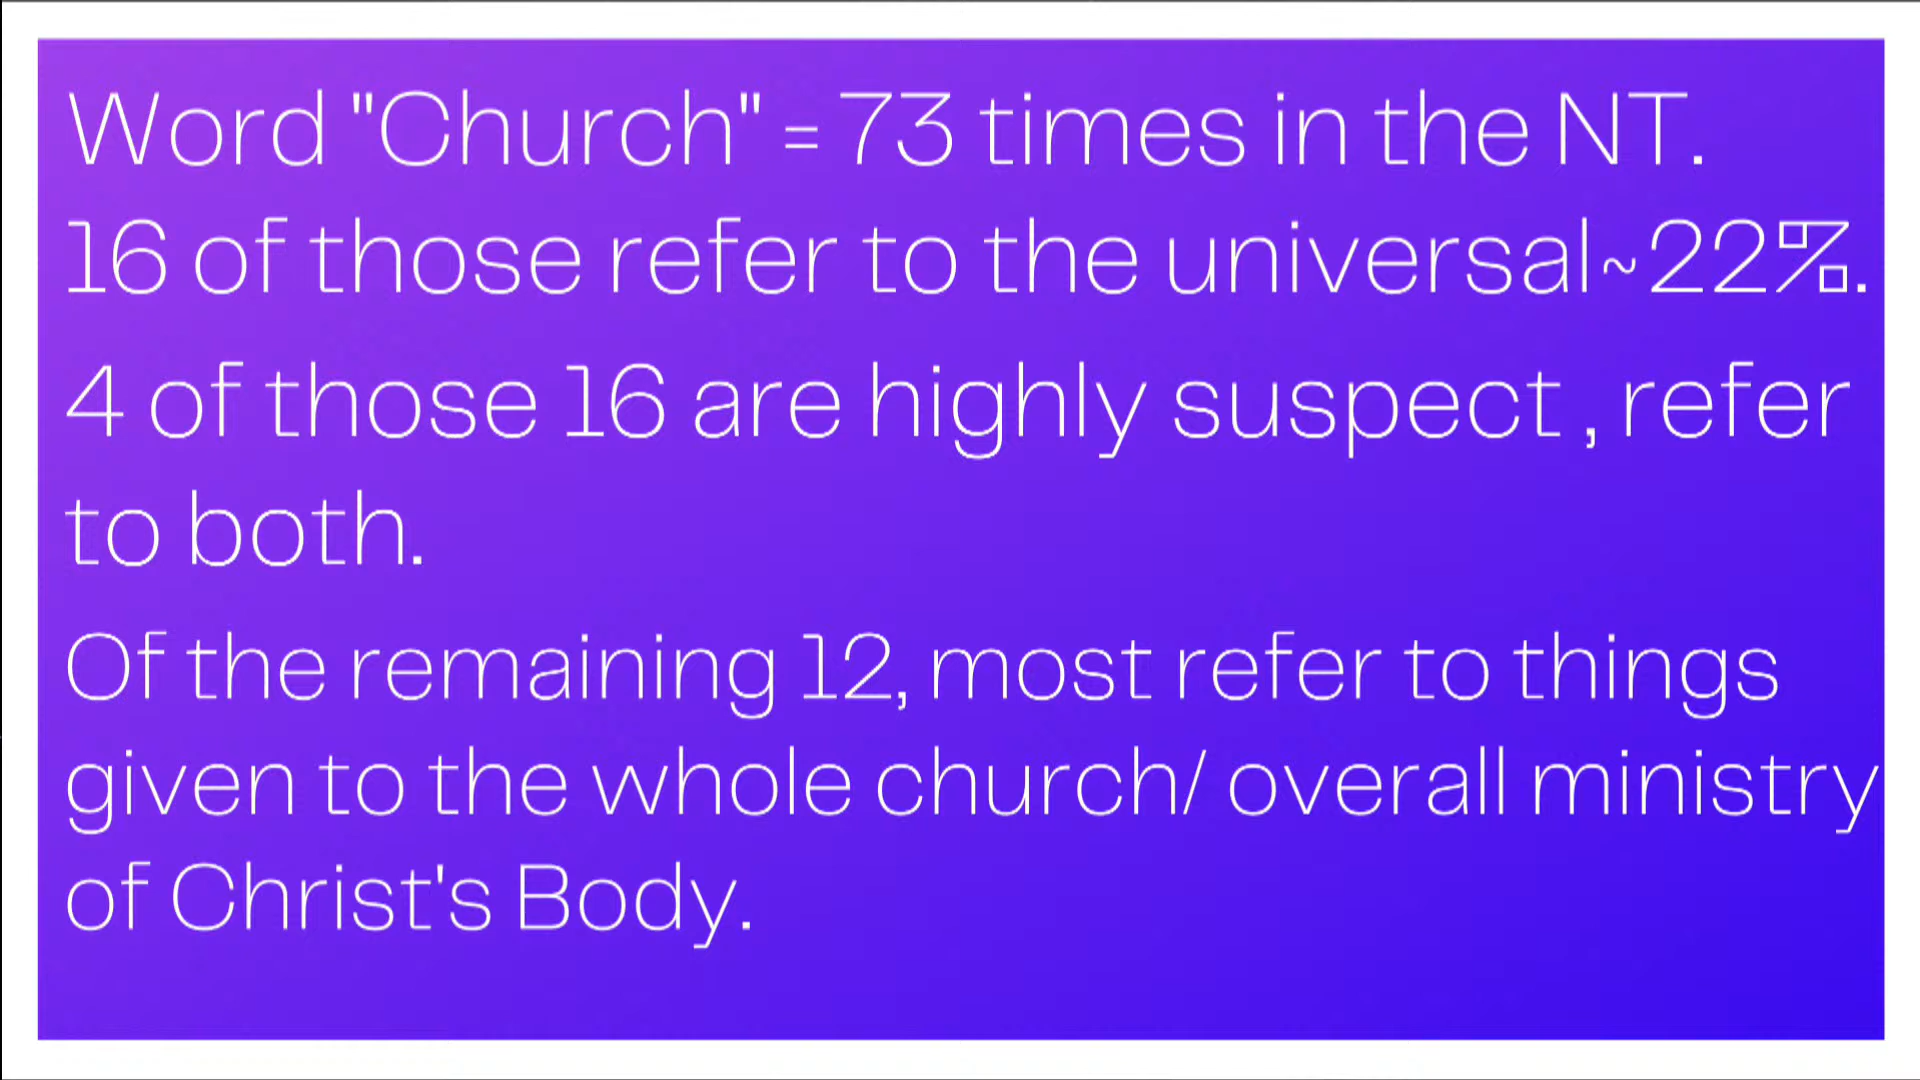 Word "Church" = 73 times in the NT.
16 of those refer to the universal~22%.
4 of those 16 are highly suspect , refer
to both.
Of the remaining 12, most refer to things
given to the whole church/ overall ministry
of Christ's Body.